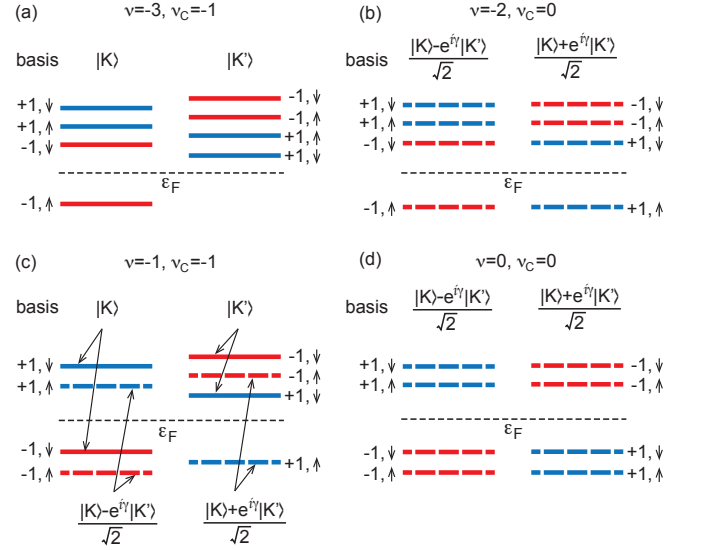 (a) ν=-3, ν_C=-1
basis |K⟩ |K'⟩
+1,↓ -1,↓
+1,↑ -1,↑
-1,↓ +1,↑
+1,↓
ε_F
-1,↑
(b) ν=-2, ν_C=0
basis (|K⟩-e^{iγ}|K'⟩)/√2 (|K⟩+e^{iγ}|K'⟩)/√2
+1,↓ -1,↓
+1,↑ -1,↑
-1,↓ +1,↓
ε_F
-1,↑ +1,↑
(c) ν=-1, ν_C=-1
basis |K⟩ |K'⟩
+1,↓ -1,↓
+1,↑ -1,↑
+1,↓
ε_F
-1,↓
-1,↑ +1,↑
(|K⟩-e^{iγ}|K'⟩)/√2 (|K⟩+e^{iγ}|K'⟩)/√2
(d) ν=0, ν_C=0
basis (|K⟩-e^{iγ}|K'⟩)/√2 (|K⟩+e^{iγ}|K'⟩)/√2
+1,↓ -1,↓
+1,↑ -1,↑
ε_F
-1,↓ +1,↓
-1,↑ +1,↑